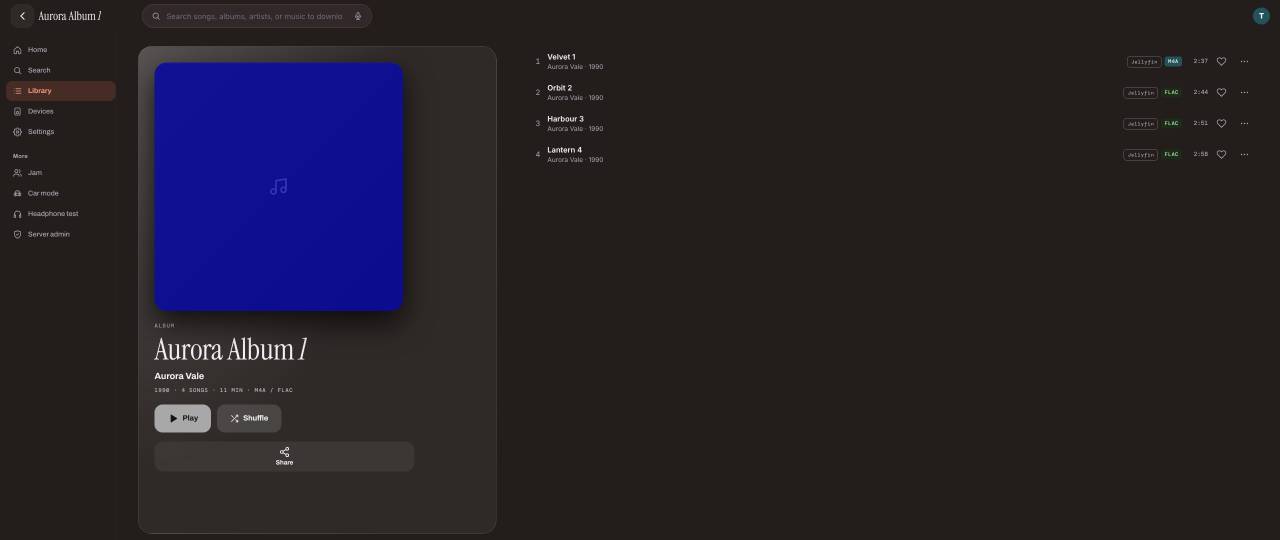 Aurora Album 1
Search songs, albums, artists, or music to downlo
T
Home
Search
Library
Devices
Settings
More
Jam
Car mode
Headphone test
Server admin
ALBUM
Aurora Album 1
Aurora Vale
1990 · 4 SONGS · 11 MIN · M4A / FLAC
Play
Shuffle
Share
1 Velvet 1 Jellyfin M4A 2:37
Aurora Vale · 1990
2 Orbit 2 Jellyfin FLAC 2:44
Aurora Vale · 1990
3 Harbour 3 Jellyfin FLAC 2:51
Aurora Vale · 1990
4 Lantern 4 Jellyfin FLAC 2:58
Aurora Vale · 1990